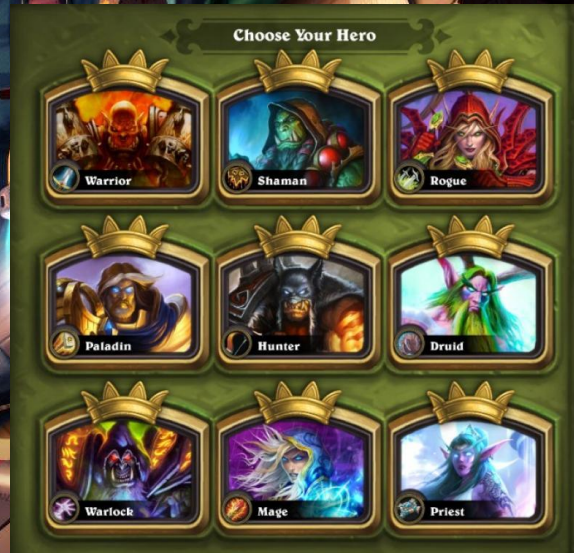 Choose Your Hero
Warrior
Shaman
Rogue
Paladin
Hunter
Druid
Warlock
Mage
Priest